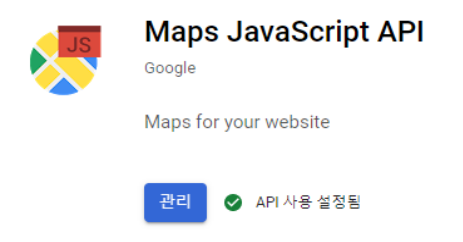 JS
Maps JavaScript API
Google
Maps for your website
관리
API 사용 설정됨